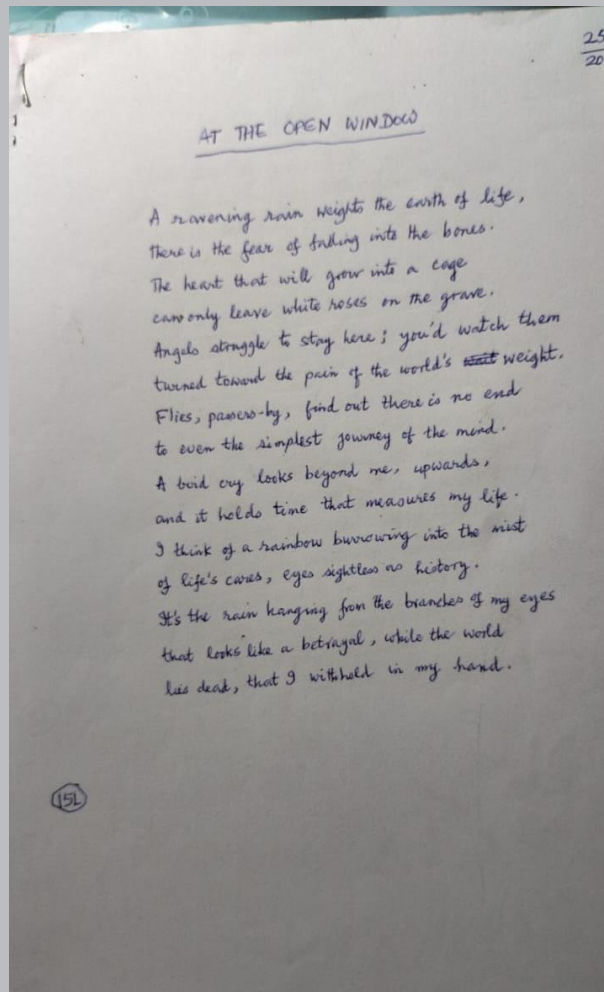 25
20
AT THE OPEN WINDOW
A ravening rain weights the earth of life,
There is the fear of falling into the bones.
The heart that will grow into a cage
can only leave white roses on the grave.
Angels struggle to stay here; you'd watch them
turned toward the pain of the world's weight.
Flies, passers-by, find out there is no end
to even the simplest journey of the mind.
A bird cry looks beyond me, upwards,
and it holds time that measures my life.
I think of a rainbow burrowing into the mist
of life's cares, eyes sightless as history.
It's the rain hanging from the branches of my eyes
that looks like a betrayal, while the world
lies dead, that I withhold in my hand.
15L